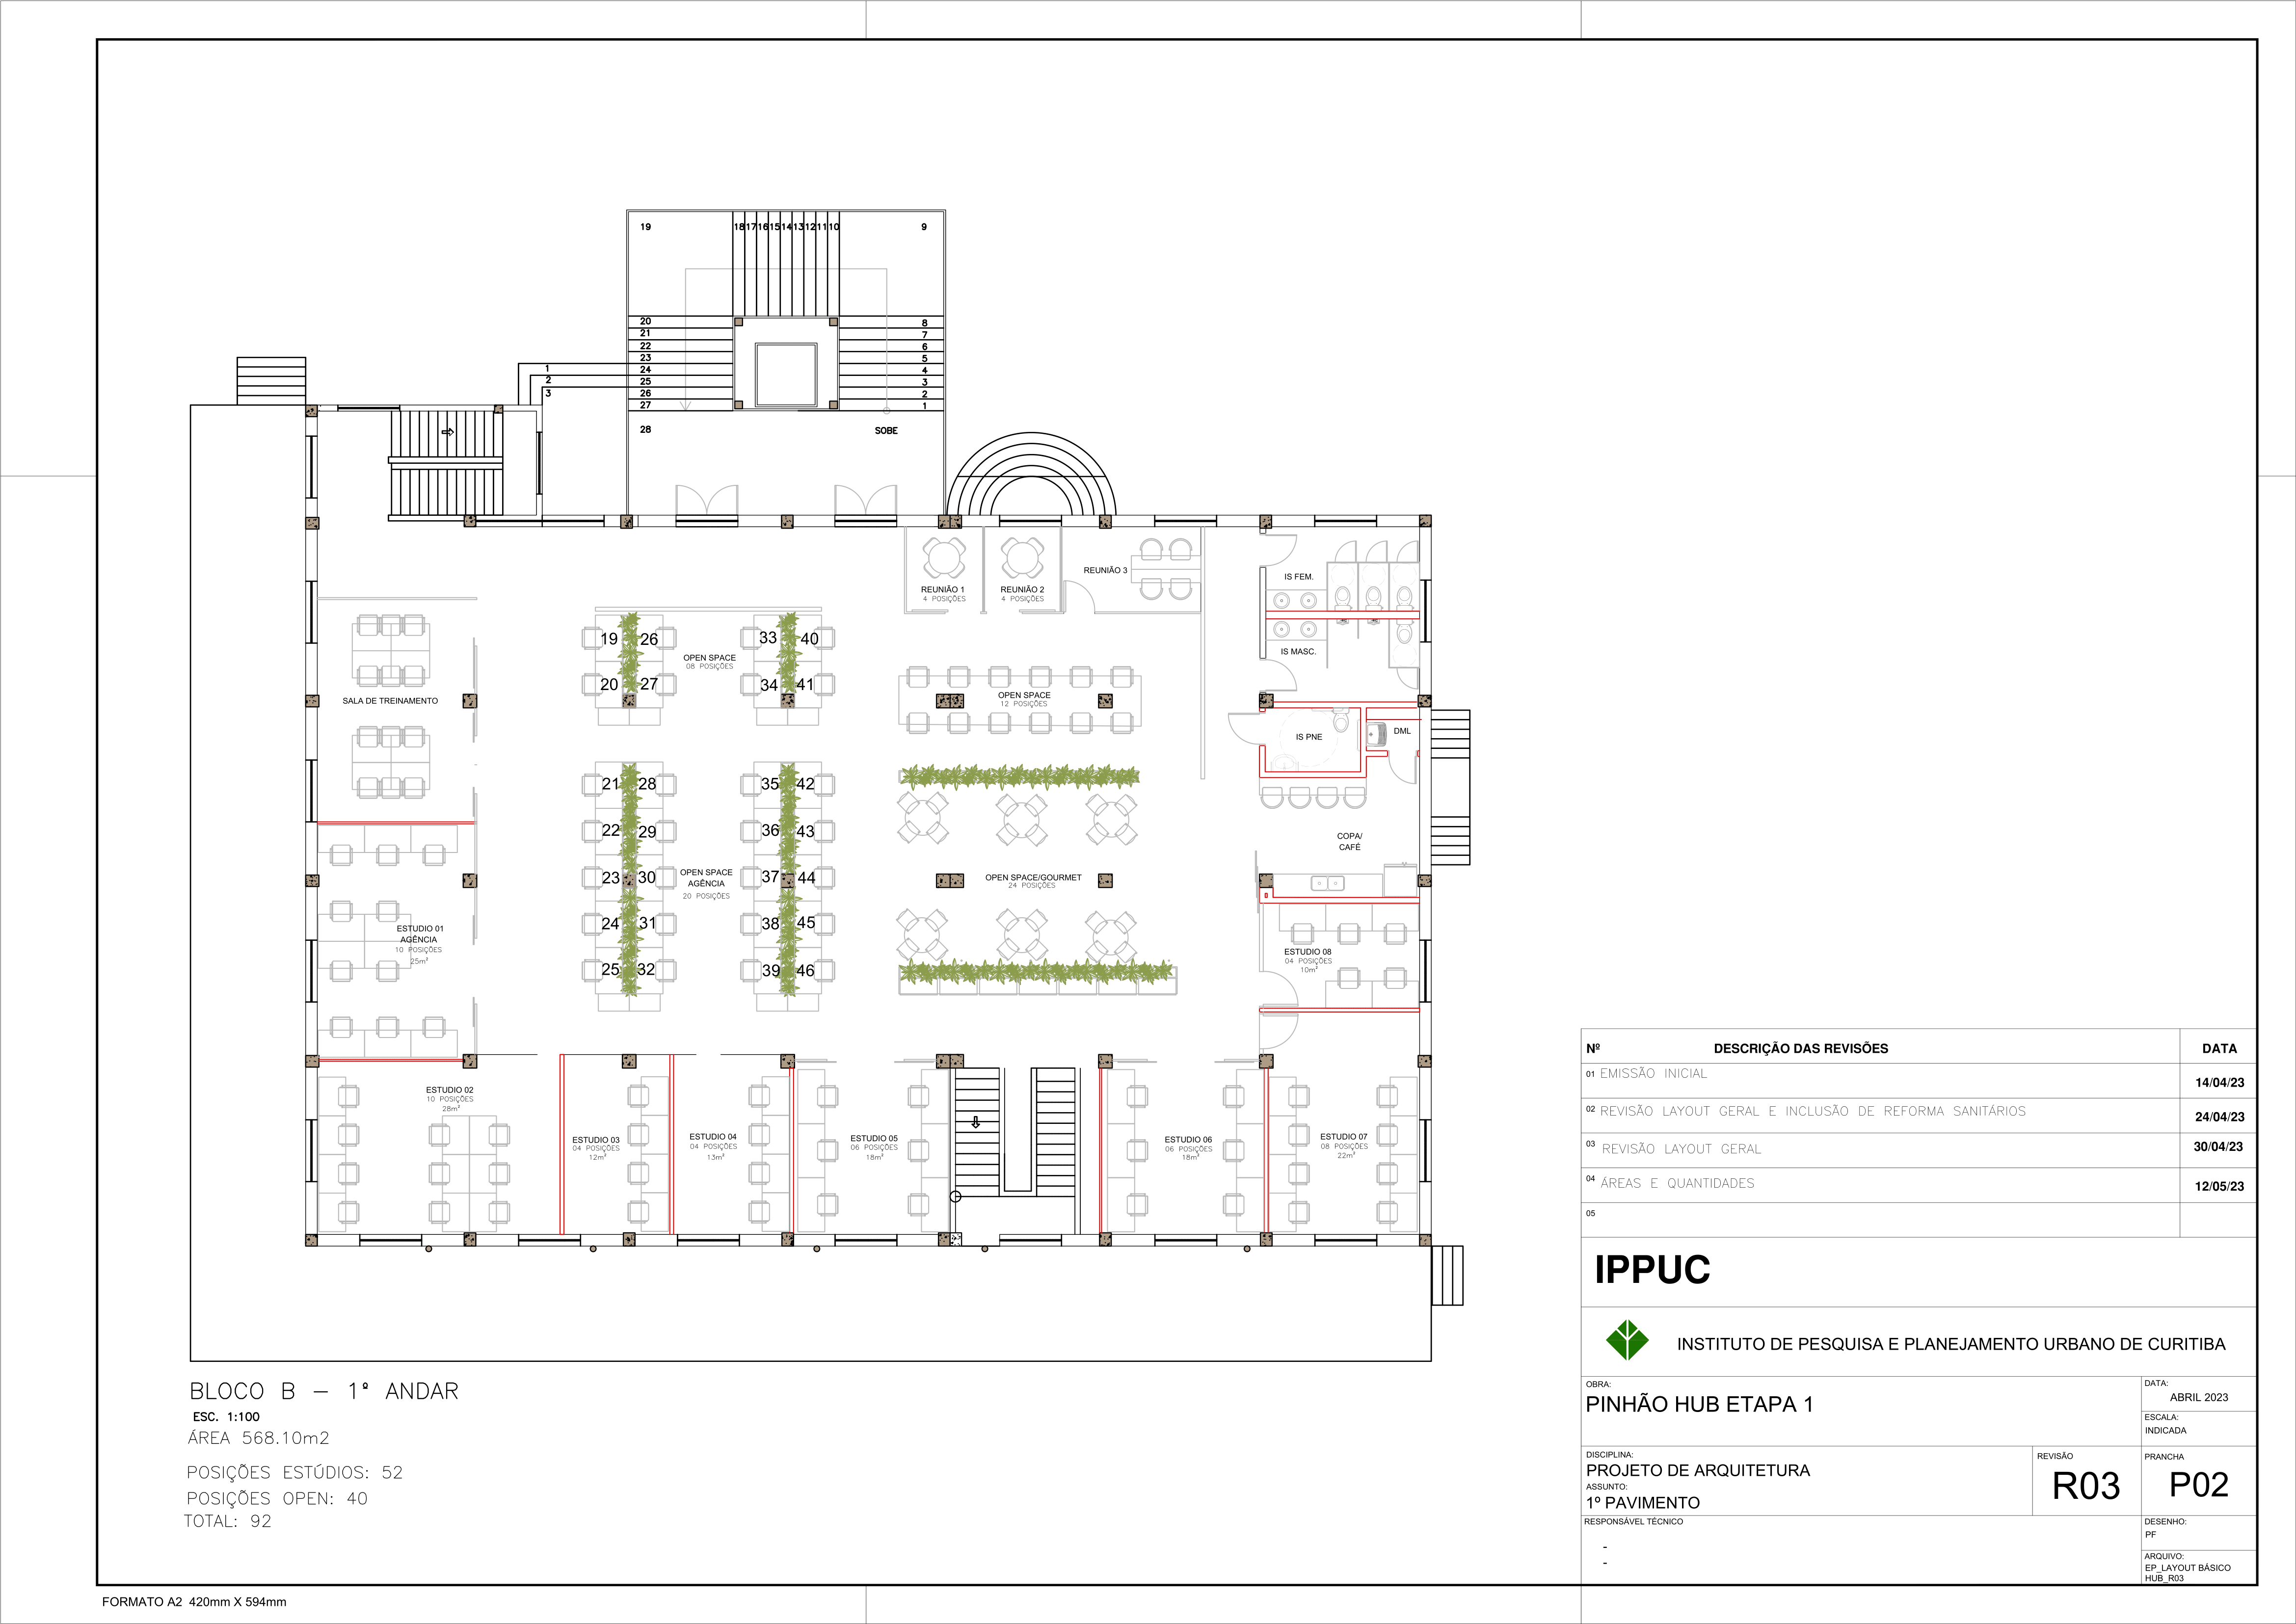 19
18 17 16 15 14 13 12 11 10
9
20
21
22
23
24
25
26
27
28
8
7
6
5
4
3
2
1
SOBE
1
2
3
REUNIÃO 1
4 POSIÇÕES
REUNIÃO 2
4 POSIÇÕES
REUNIÃO 3
IS FEM.
IS MASC.
IS PNE
DML
COPA/
CAFÉ
SALA DE TREINAMENTO
19 26
20 27
OPEN SPACE
08 POSIÇÕES
33 40
34 41
OPEN SPACE
12 POSIÇÕES
21 28
22 29
23 30
24 31
25 32
OPEN SPACE
AGÊNCIA
20 POSIÇÕES
35 42
36 43
37 44
38 45
39 46
OPEN SPACE/GOURMET
24 POSIÇÕES
ESTUDIO 01
AGÊNCIA
10 POSIÇÕES
25m²
ESTUDIO 08
04 POSIÇÕES
10m²
ESTUDIO 02
10 POSIÇÕES
28m²
ESTUDIO 03
04 POSIÇÕES
12m²
ESTUDIO 04
04 POSIÇÕES
13m²
ESTUDIO 05
06 POSIÇÕES
18m²
ESTUDIO 06
06 POSIÇÕES
18m²
ESTUDIO 07
08 POSIÇÕES
22m²
BLOCO B – 1º ANDAR
ESC. 1:100
ÁREA 568.10m2
POSIÇÕES ESTÚDIOS: 52
POSIÇÕES OPEN: 40
TOTAL: 92
Nº DESCRIÇÃO DAS REVISÕES DATA
01 EMISSÃO INICIAL 14/04/23
02 REVISÃO LAYOUT GERAL E INCLUSÃO DE REFORMA SANITÁRIOS 24/04/23
03 REVISÃO LAYOUT GERAL 30/04/23
04 ÁREAS E QUANTIDADES 12/05/23
05
IPPUC
INSTITUTO DE PESQUISA E PLANEJAMENTO URBANO DE CURITIBA
OBRA:
PINHÃO HUB ETAPA 1
DATA:
ABRIL 2023
ESCALA:
INDICADA
DISCIPLINA:
PROJETO DE ARQUITETURA
ASSUNTO:
1º PAVIMENTO
REVISÃO
R03
PRANCHA
P02
RESPONSÁVEL TÉCNICO
-
-
DESENHO:
PF
ARQUIVO:
EP_LAYOUT BÁSICO
HUB_R03
FORMATO A2 420mm X 594mm